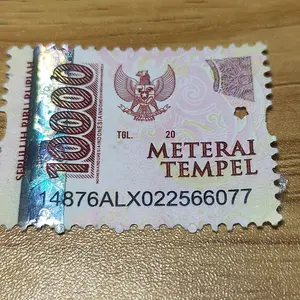 10000
TGL. 20
METERAI
TEMPEL
14876ALX022566077